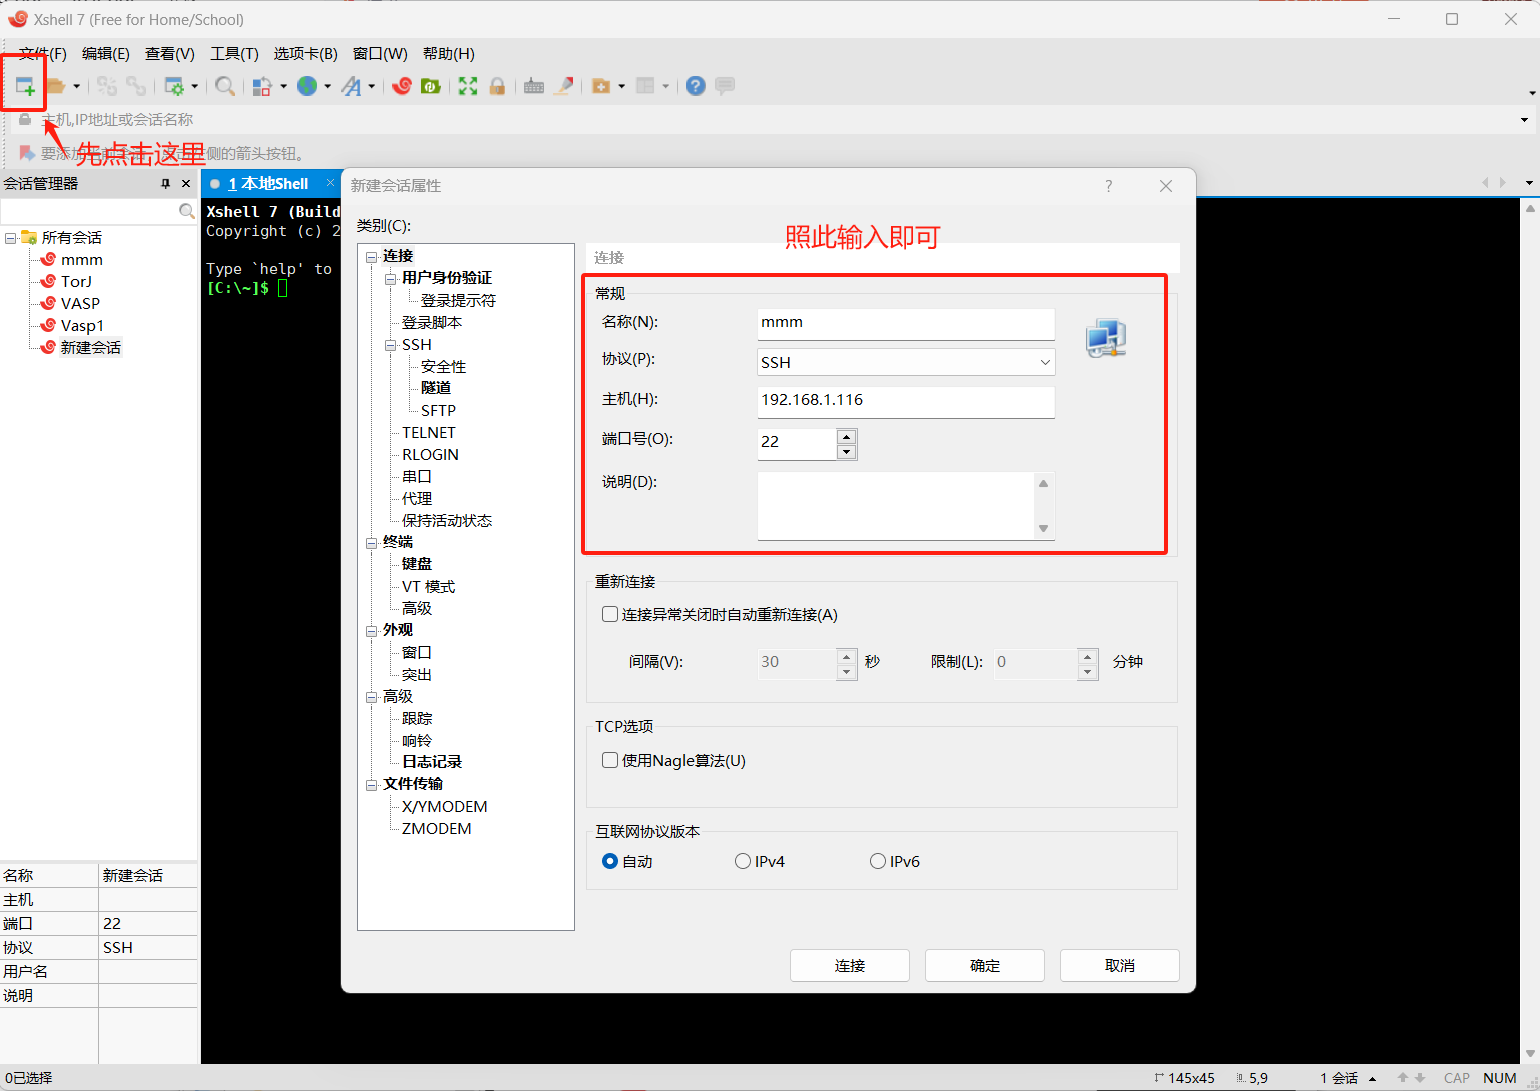 Xshell 7 (Free for Home/School)
文件(F) 编辑(E) 查看(V) 工具(T) 选项卡(B) 窗口(W) 帮助(H)
主机,IP地址或会话名称
先点击这里
要添加当前会话，点击左侧的箭头按钮。
会话管理器
1 本地Shell
所有会话
mmm
TorJ
VASP
Vasp1
新建会话
Xshell 7 (Build
Copyright (c) 2
Type `help' to
[C:\~]$
新建会话属性
类别(C):
连接
用户身份验证
登录提示符
登录脚本
SSH
安全性
隧道
SFTP
TELNET
RLOGIN
串口
代理
保持活动状态
终端
键盘
VT 模式
高级
外观
窗口
突出
高级
跟踪
响铃
日志记录
文件传输
X/YMODEM
ZMODEM
照此输入即可
连接
常规
名称(N): mmm
协议(P): SSH
主机(H): 192.168.1.116
端口号(O): 22
说明(D):
重新连接
连接异常关闭时自动重新连接(A)
间隔(V): 30 秒 限制(L): 0 分钟
TCP选项
使用Nagle算法(U)
互联网协议版本
自动 IPv4 IPv6
连接 确定 取消
名称 新建会话
主机
端口 22
协议 SSH
用户名
说明
0已选择 145x45 5,9 1 会话 CAP NUM